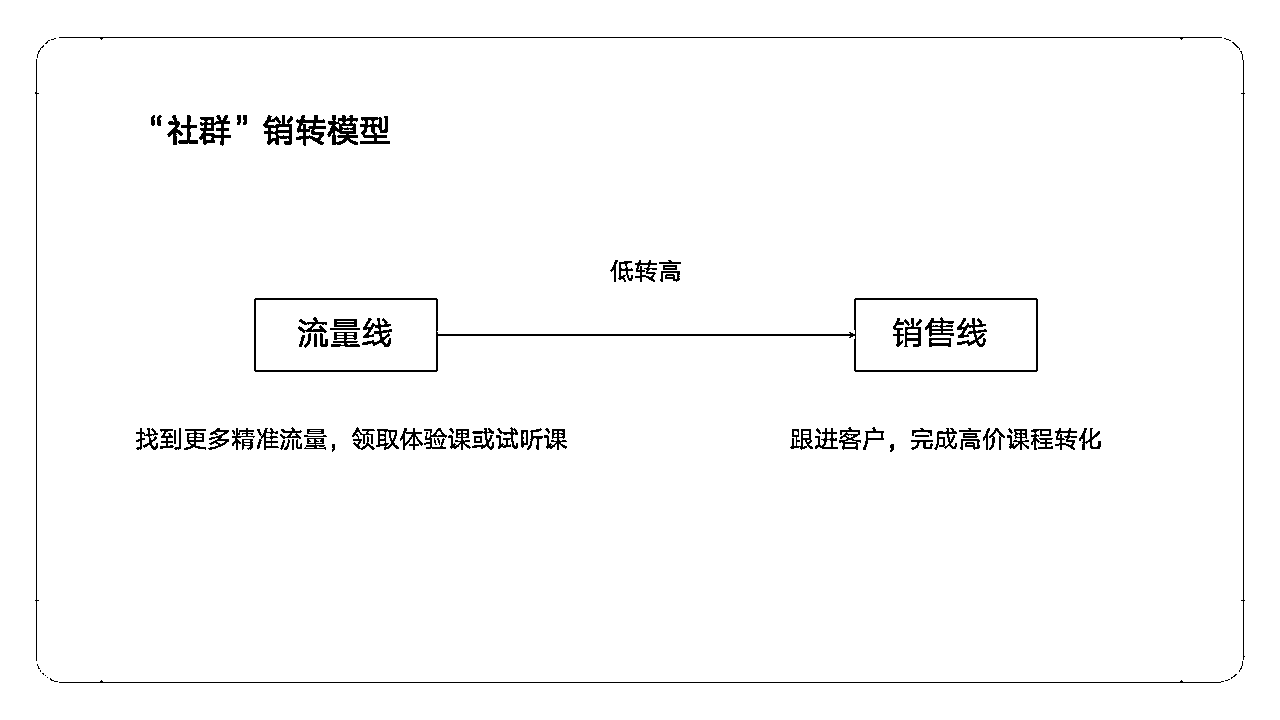 “社群”销转模型
低转高
流量线
销售线
找到更多精准流量，领取体验课或试听课
跟进客户，完成高价课程转化